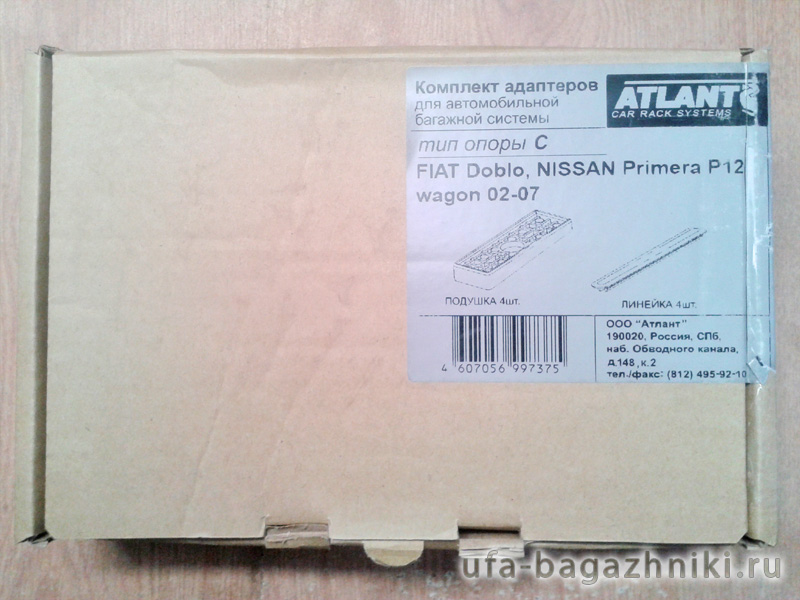 Комплект адаптеров
для автомобильной
багажной системы
ATLANT
CAR RACK SYSTEMS
тип опоры С
FIAT Doblo, NISSAN Primera P12
wagon 02-07
ПОДУШКА 4шт.
ЛИНЕЙКА 4шт.
4 607056 997375
ООО "Атлант"
190020, Россия, СПб,
наб. Обводного канала,
д.148, к.2
тел./факс: (812) 495-92-10
ufa-bagazhniki.ru